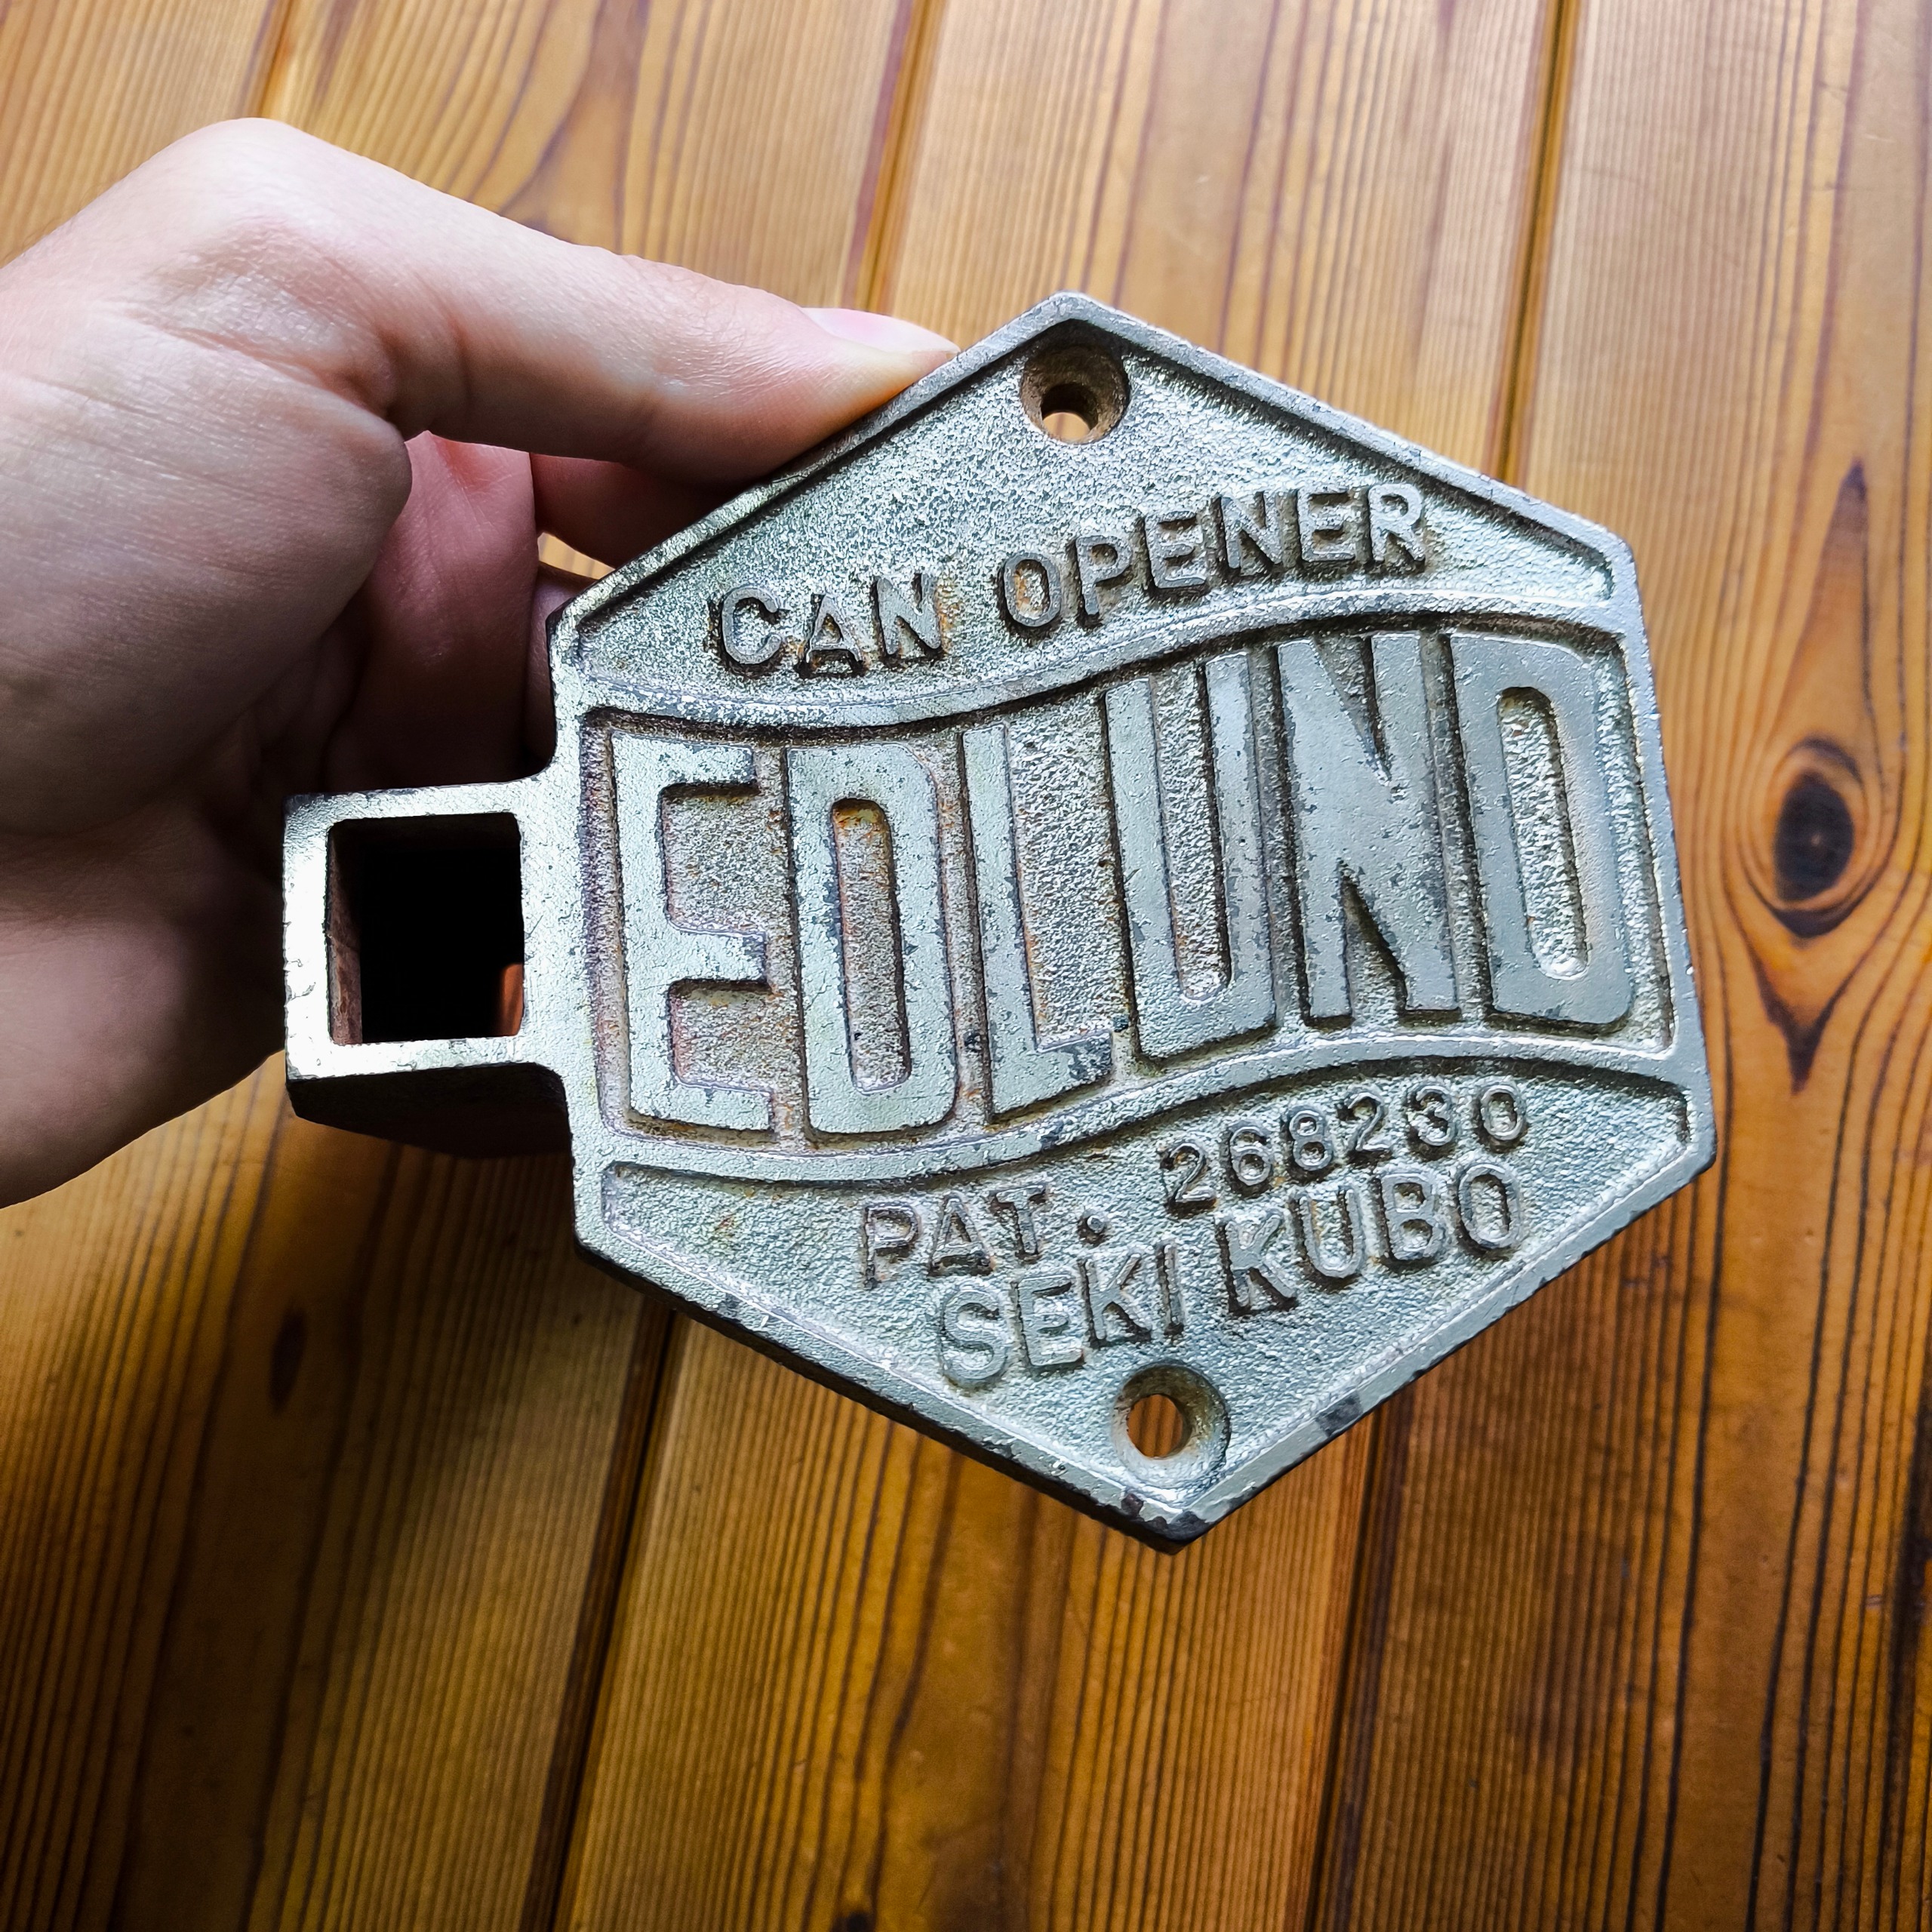 CAN OPENER
EDLUND
PAT. 268230
SEKI KUBO